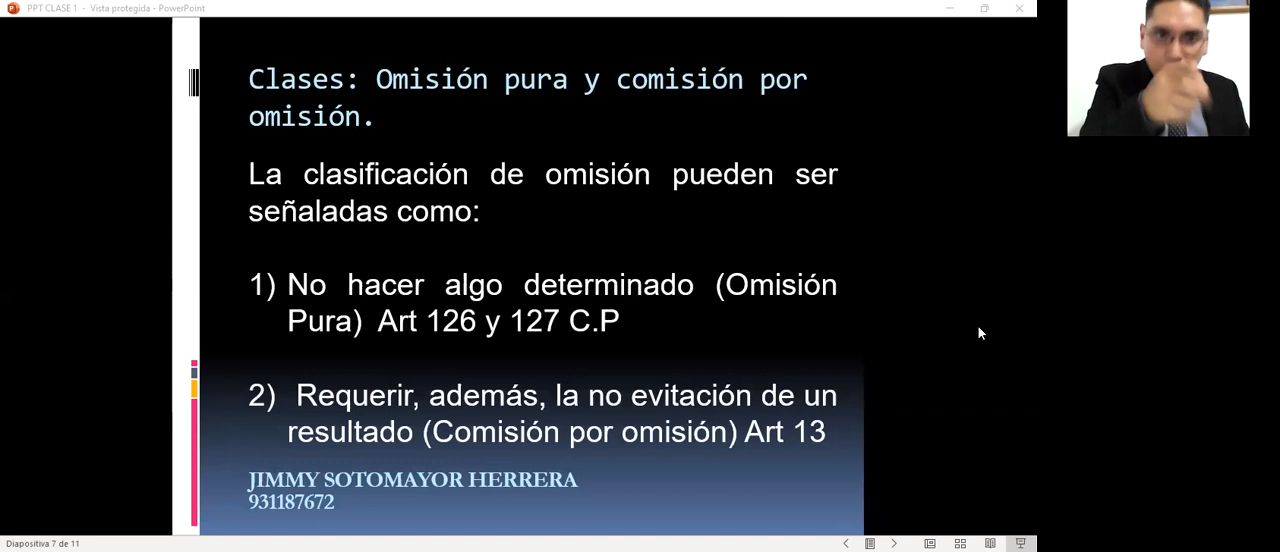 PPT CLASE 1 - Vista protegida - PowerPoint
Clases: Omisión pura y comisión por
omisión.
La clasificación de omisión pueden ser
señaladas como:
1) No hacer algo determinado (Omisión
Pura) Art 126 y 127 C.P
2) Requerir, además, la no evitación de un
resultado (Comisión por omisión) Art 13
JIMMY SOTOMAYOR HERRERA
931187672
Diapositiva 7 de 11